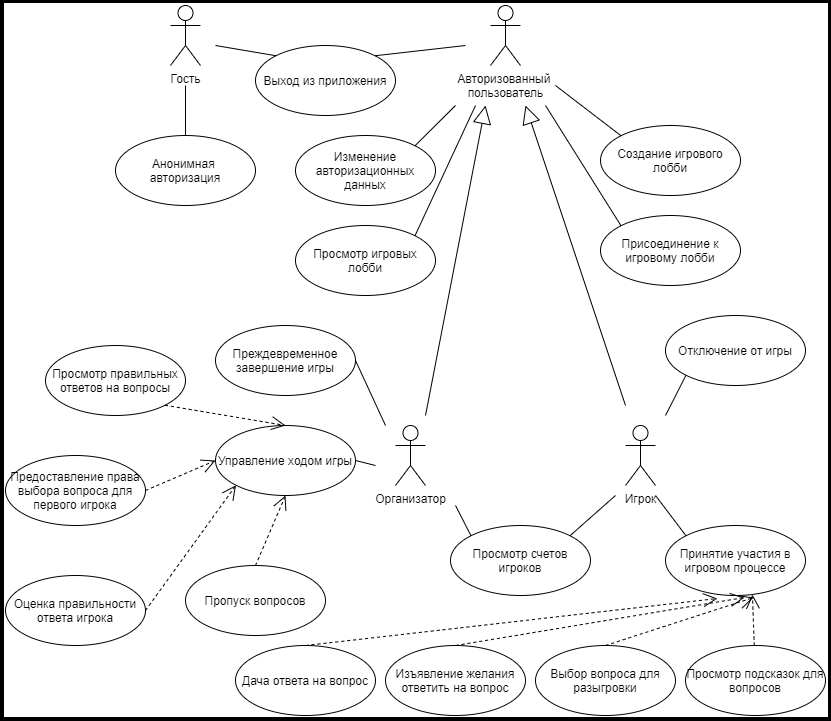 Гость
Выход из приложения
Авторизованный
пользователь
Анонимная
авторизация
Изменение
авторизационных
данных
Создание игрового
лобби
Просмотр игровых
лобби
Присоединение к
игровому лобби
Преждевременное
завершение игры
Отключение от игры
Просмотр правильных
ответов на вопросы
Управление ходом игры
Предоставление права
выбора вопроса для
первого игрока
Организатор
Игрок
Просмотр счетов
игроков
Принятие участия в
игровом процессе
Оценка правильности
ответа игрока
Пропуск вопросов
Дача ответа на вопрос
Изъявление желания
ответить на вопрос
Выбор вопроса для
разыгровки
Просмотр подсказок для
вопросов